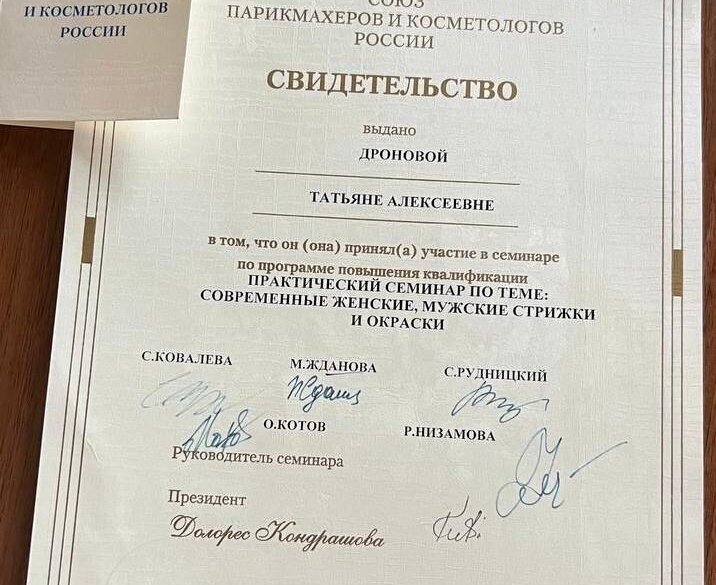 И КОСМЕТОЛОГОВ
РОССИИ
СОЮЗ
ПАРИКМАХЕРОВ И КОСМЕТОЛОГОВ
РОССИИ
СВИДЕТЕЛЬСТВО
выдано
ДРОНОВОЙ
ТАТЬЯНЕ АЛЕКСЕЕВНЕ
в том, что он (она) принял(а) участие в семинаре
по программе повышения квалификации
ПРАКТИЧЕСКИЙ СЕМИНАР ПО ТЕМЕ:
СОВРЕМЕННЫЕ ЖЕНСКИЕ, МУЖСКИЕ СТРИЖКИ
И ОКРАСКИ
С.КОВАЛЕВА М.ЖДАНОВА С.РУДНИЦКИЙ
О.КОТОВ Р.НИЗАМОВА
Руководитель семинара
Президент
Долорес Кондрашова